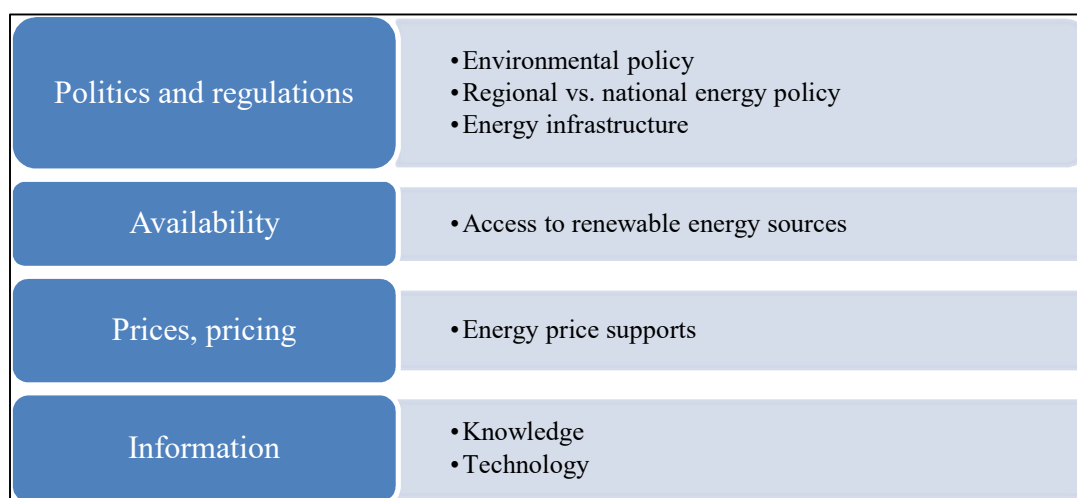 Politics and regulations
•Environmental policy
•Regional vs. national energy policy
•Energy infrastructure
Availability
•Access to renewable energy sources
Prices, pricing
•Energy price supports
Information
•Knowledge
•Technology